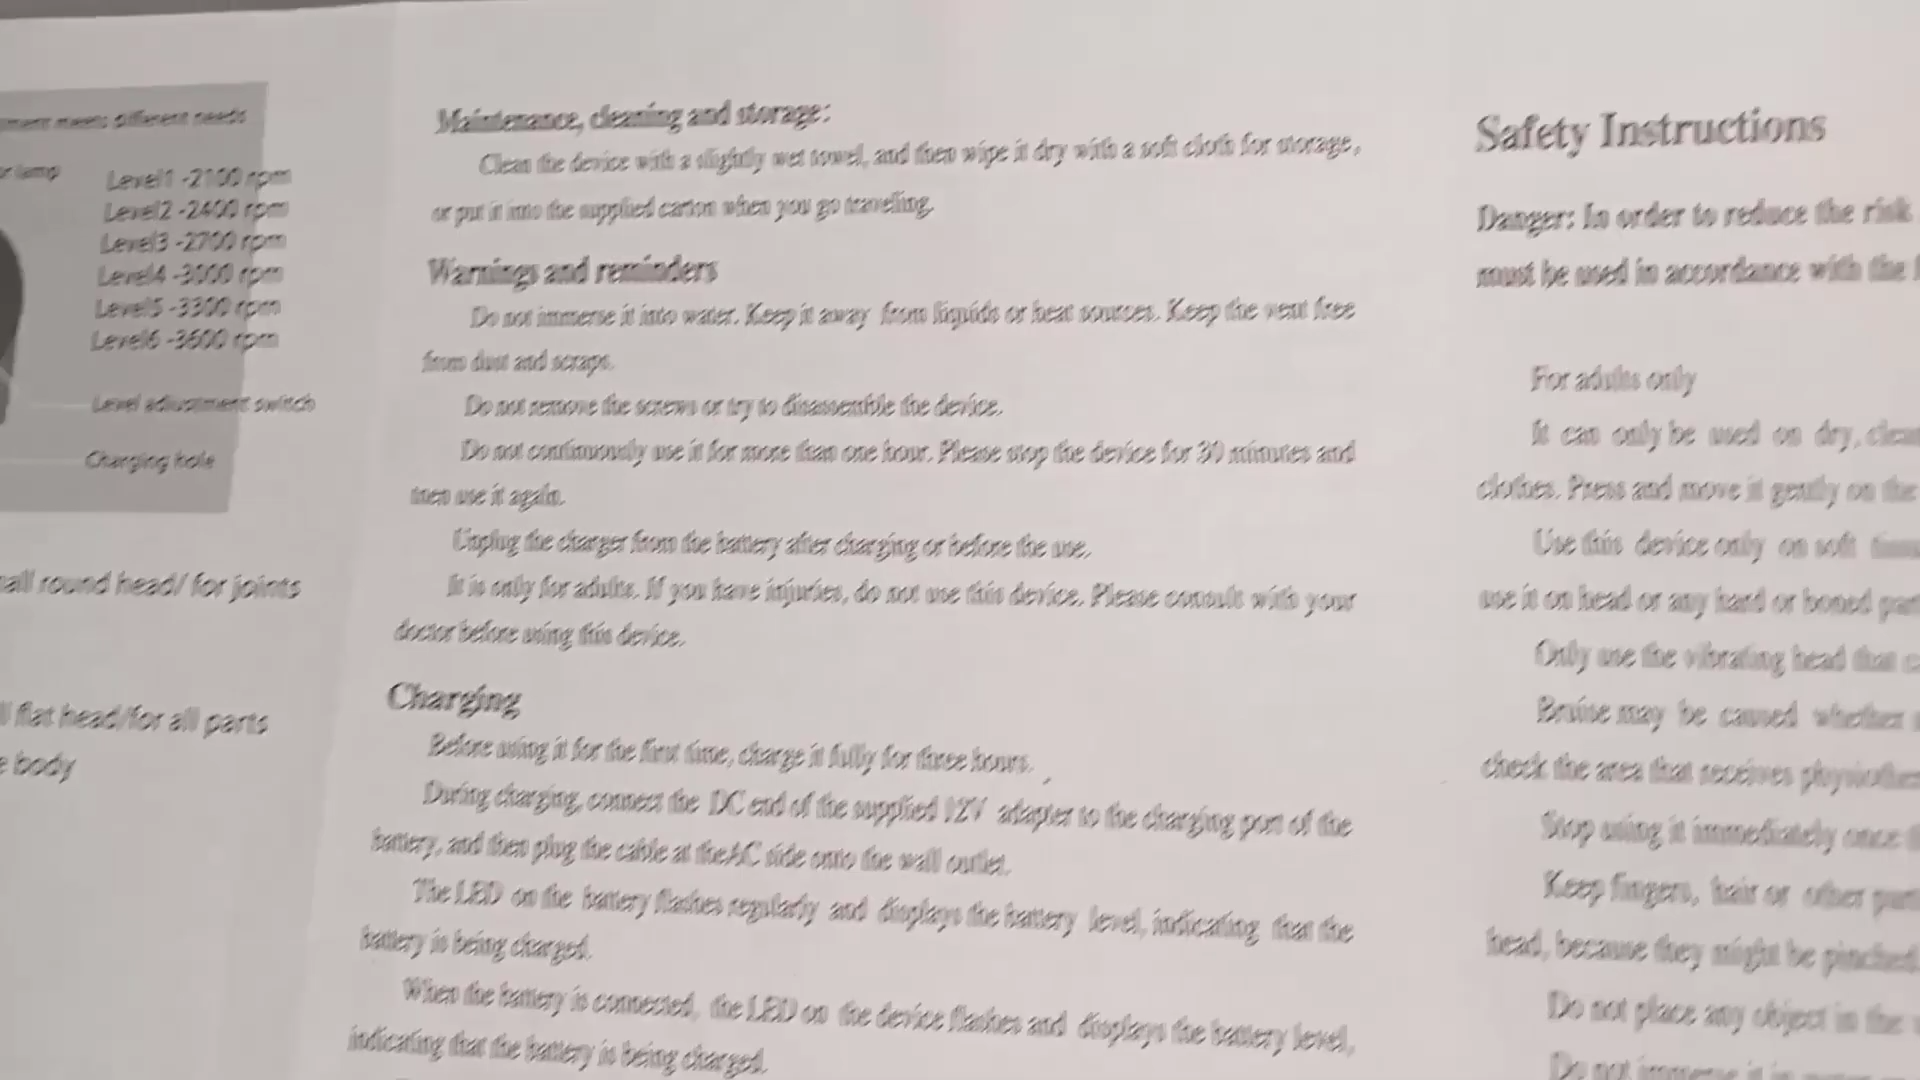 ment meets different needs
lamp
Level1 -2100 rpm
Level2 -2400 rpm
Level3 -2700 rpm
Level4 -3000 rpm
Level5 -3300 rpm
Level6 -3600 rpm
Level adjustment switch
Charging hole
all round head/ for joints
l flat head/for all parts
e body
Maintenance, cleaning and storage:
Clean the device with a slightly wet towel, and then wipe it dry with a soft cloth for storage,
or put it into the supplied carton when you go traveling.
Warnings and reminders
Do not immerse it into water. Keep it away from liquids or heat sources. Keep the vent free
from dust and scraps.
Do not remove the screws or try to disassemble the device.
Do not continuously use it for more than one hour. Please stop the device for 30 minutes and
then use it again.
Unplug the charger from the battery after charging or before the use.
It is only for adults. If you have injuries, do not use this device. Please consult with your
doctor before using this device.
Charging
Before using it for the first time, charge it fully for three hours.
During charging, connect the DC end of the supplied 12V adapter to the charging port of the
battery, and then plug the cable at the AC side onto the wall outlet.
The LED on the battery flashes regularly and displays the battery level, indicating that the
battery is being charged.
When the battery is connected, the LED on the device flashes and displays the battery level,
indicating that the battery is being charged.
Safety Instructions
Danger: In order to reduce the risk
must be used in accordance with the
For adults only
It can only be used on dry, clean
clothes. Press and move it gently on the
Use this device only on soft
use it on head or any hard or boned
Only use the vibrating head that
Bruise may be caused whether
check the area that receives
Stop using it immediately once
Keep fingers, hair or other
head, because they might be pinched.
Do not place any object in the
Do not immerse it in